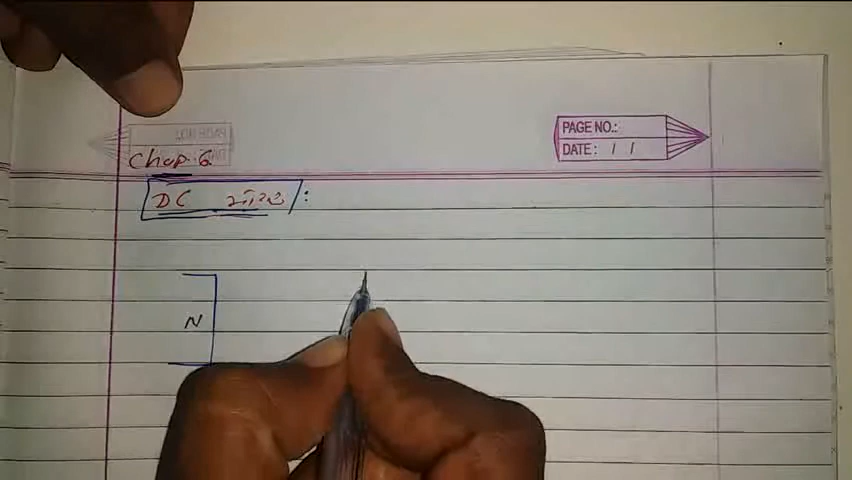 PAGE NO.:
DATE: / /
Chap-6
DC :
N